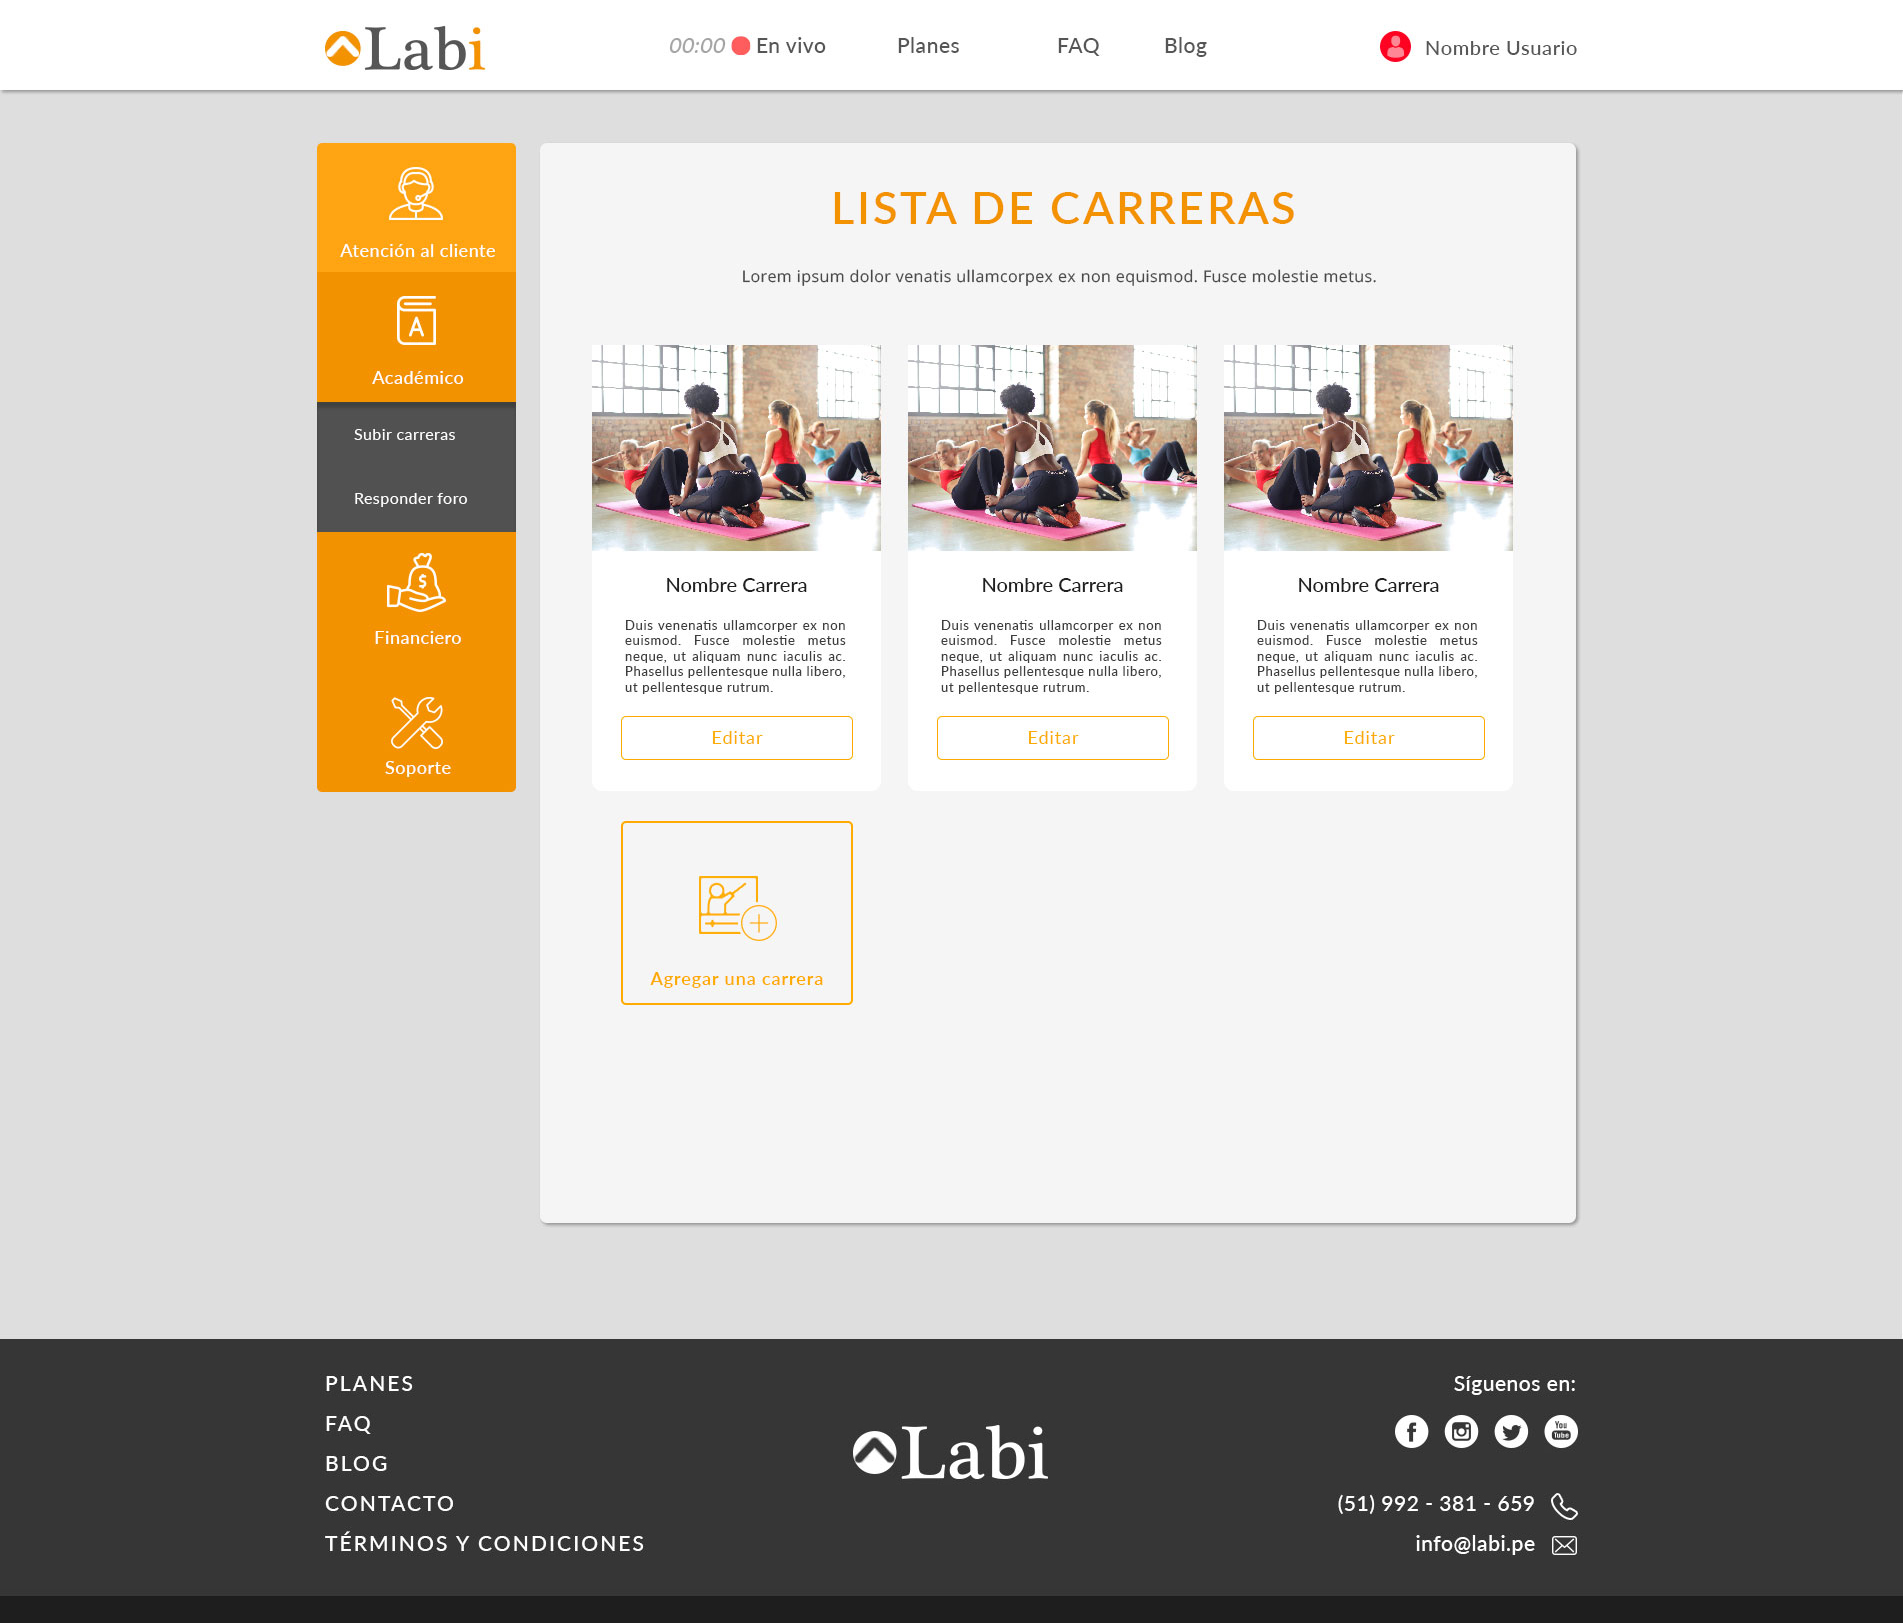 Labi
00:00 En vivo
Planes
FAQ
Blog
Nombre Usuario
Atención al cliente
Académico
A
Subir carreras
Responder foro
$
Financiero
Soporte
LISTA DE CARRERAS
Lorem ipsum dolor venatis ullamcorpex ex non equismod. Fusce molestie metus.
Nombre Carrera
Duis venenatis ullamcorper ex non
euismod. Fusce molestie metus
neque, ut aliquam nunc iaculis ac.
Phasellus pellentesque nulla libero,
ut pellentesque rutrum.
Editar
Nombre Carrera
Duis venenatis ullamcorper ex non
euismod. Fusce molestie metus
neque, ut aliquam nunc iaculis ac.
Phasellus pellentesque nulla libero,
ut pellentesque rutrum.
Editar
Nombre Carrera
Duis venenatis ullamcorper ex non
euismod. Fusce molestie metus
neque, ut aliquam nunc iaculis ac.
Phasellus pellentesque nulla libero,
ut pellentesque rutrum.
Editar
Agregar una carrera
PLANES
FAQ
BLOG
CONTACTO
TÉRMINOS Y CONDICIONES
Labi
Síguenos en:
f
You
Tube
(51) 992 - 381 - 659
info@labi.pe